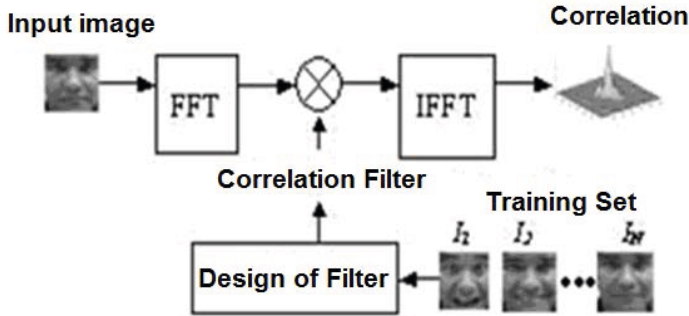 Input image
Correlation
FFT
IFFT
Correlation Filter
Training Set
I1 I2 IN
Design of Filter